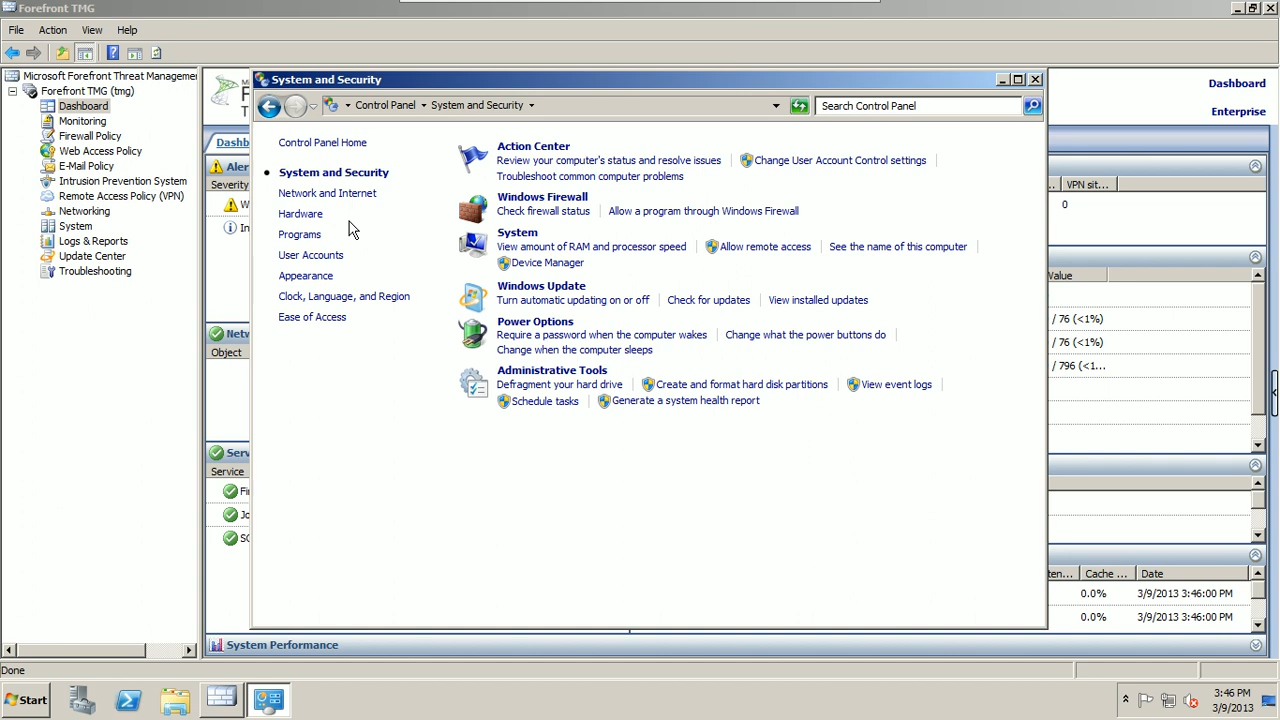 Forefront TMG
File Action View Help
Microsoft Forefront Threat Managemer
Forefront TMG (tmg)
Dashboard
Monitoring
Firewall Policy
Web Access Policy
E-Mail Policy
Intrusion Prevention System
Remote Access Policy (VPN)
Networking
System
Logs & Reports
Update Center
Troubleshooting
Dashboard
Enterprise
Dashb
Aler
Severity
VPN sit...
W
0
In
Value
/ 76 (<1%)
/ 76 (<1%)
/ 796 (<1...
Netw
Object
Serv
Service
Fi
Jo
SQ
ten... Cache ... Date
0.0% 3/9/2013 3:46:00 PM
0.0% 3/9/2013 3:46:00 PM
System Performance
System and Security
Control Panel System and Security
Search Control Panel
Control Panel Home
System and Security
Network and Internet
Hardware
Programs
User Accounts
Appearance
Clock, Language, and Region
Ease of Access
Action Center
Review your computer's status and resolve issues Change User Account Control settings
Troubleshoot common computer problems
Windows Firewall
Check firewall status Allow a program through Windows Firewall
System
View amount of RAM and processor speed Allow remote access See the name of this computer
Device Manager
Windows Update
Turn automatic updating on or off Check for updates View installed updates
Power Options
Require a password when the computer wakes Change what the power buttons do
Change when the computer sleeps
Administrative Tools
Defragment your hard drive Create and format hard disk partitions View event logs
Schedule tasks Generate a system health report
Done
Start
3:46 PM
3/9/2013